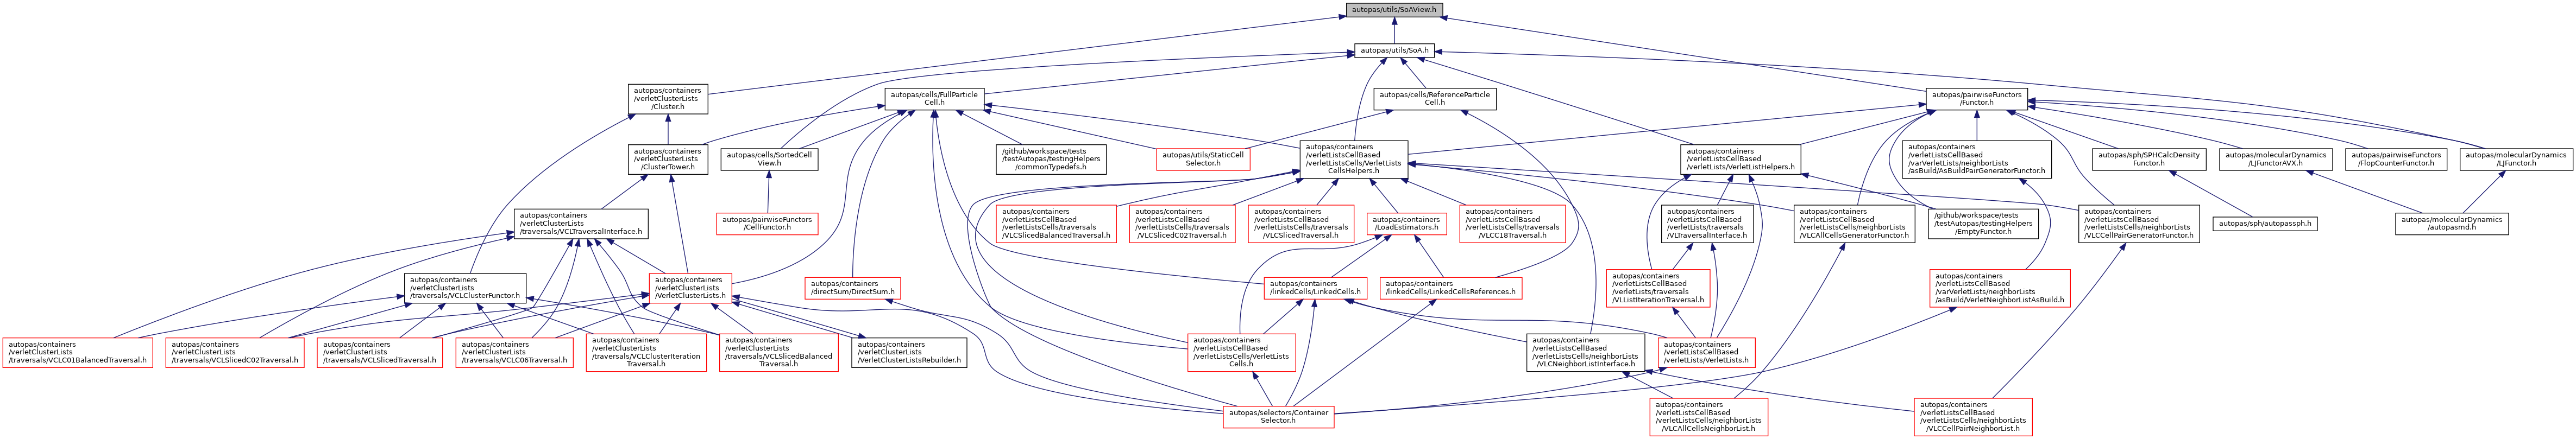 autopas/utils/SoAView.h
autopas/utils/SoA.h
autopas/containers
/verletClusterLists
/Cluster.h
autopas/cells/FullParticle
Cell.h
autopas/cells/ReferenceParticle
Cell.h
autopas/pairwiseFunctors
/Functor.h
autopas/containers
/verletClusterLists
/ClusterTower.h
autopas/cells/SortedCell
View.h
/github/workspace/tests
/testAutopas/testingHelpers
/commonTypedefs.h
autopas/utils/StaticCell
Selector.h
autopas/containers
/verletListsCellBased
/verletListsCells/VerletLists
CellsHelpers.h
autopas/containers
/verletListsCellBased
/verletLists/VerletListHelpers.h
autopas/containers
/verletListsCellBased
/varVerletLists/neighborLists
/asBuild/AsBuildPairGeneratorFunctor.h
autopas/sph/SPHCalcDensity
Functor.h
autopas/molecularDynamics
/LJFunctorAVX.h
autopas/pairwiseFunctors
/FlopCounterFunctor.h
autopas/molecularDynamics
/LJFunctor.h
autopas/containers
/verletClusterLists
/traversals/VCLTraversalInterface.h
autopas/pairwiseFunctors
/CellFunctor.h
autopas/containers
/verletListsCellBased
/verletListsCells/traversals
/VLCSlicedBalancedTraversal.h
autopas/containers
/verletListsCellBased
/verletListsCells/traversals
/VLCSlicedC02Traversal.h
autopas/containers
/verletListsCellBased
/verletListsCells/traversals
/VLCSlicedTraversal.h
autopas/containers
/LoadEstimators.h
autopas/containers
/verletListsCellBased
/verletListsCells/traversals
/VLCC18Traversal.h
autopas/containers
/verletListsCellBased
/verletLists/traversals
/VLTraversalInterface.h
autopas/containers
/verletListsCellBased
/verletListsCells/neighborLists
/VLCAllCellsGeneratorFunctor.h
/github/workspace/tests
/testAutopas/testingHelpers
/EmptyFunctor.h
autopas/containers
/verletListsCellBased
/verletListsCells/neighborLists
/VLCCellPairGeneratorFunctor.h
autopas/sph/autopassph.h
autopas/molecularDynamics
/autopasmd.h
autopas/containers
/verletClusterLists
/traversals/VCLClusterFunctor.h
autopas/containers
/verletClusterLists
/VerletClusterLists.h
autopas/containers
/directSum/DirectSum.h
autopas/containers
/linkedCells/LinkedCells.h
autopas/containers
/linkedCells/LinkedCellsReferences.h
autopas/containers
/verletListsCellBased
/verletLists/traversals
/VLListIterationTraversal.h
autopas/containers
/verletListsCellBased
/varVerletLists/neighborLists
/asBuild/VerletNeighborListAsBuild.h
autopas/containers
/verletClusterLists
/traversals/VCLC01BalancedTraversal.h
autopas/containers
/verletClusterLists
/traversals/VCLSlicedC02Traversal.h
autopas/containers
/verletClusterLists
/traversals/VCLSlicedTraversal.h
autopas/containers
/verletClusterLists
/traversals/VCLC06Traversal.h
autopas/containers
/verletClusterLists
/traversals/VCLClusterIteration
Traversal.h
autopas/containers
/verletClusterLists
/traversals/VCLSlicedBalanced
Traversal.h
autopas/containers
/verletClusterLists
/VerletClusterListsRebuilder.h
autopas/containers
/verletListsCellBased
/verletListsCells/VerletLists
Cells.h
autopas/containers
/verletListsCellBased
/verletListsCells/neighborLists
/VLCNeighborListInterface.h
autopas/containers
/verletListsCellBased
/verletLists/VerletLists.h
autopas/selectors/Container
Selector.h
autopas/containers
/verletListsCellBased
/verletListsCells/neighborLists
/VLCAllCellsNeighborList.h
autopas/containers
/verletListsCellBased
/verletListsCells/neighborLists
/VLCCellPairNeighborList.h